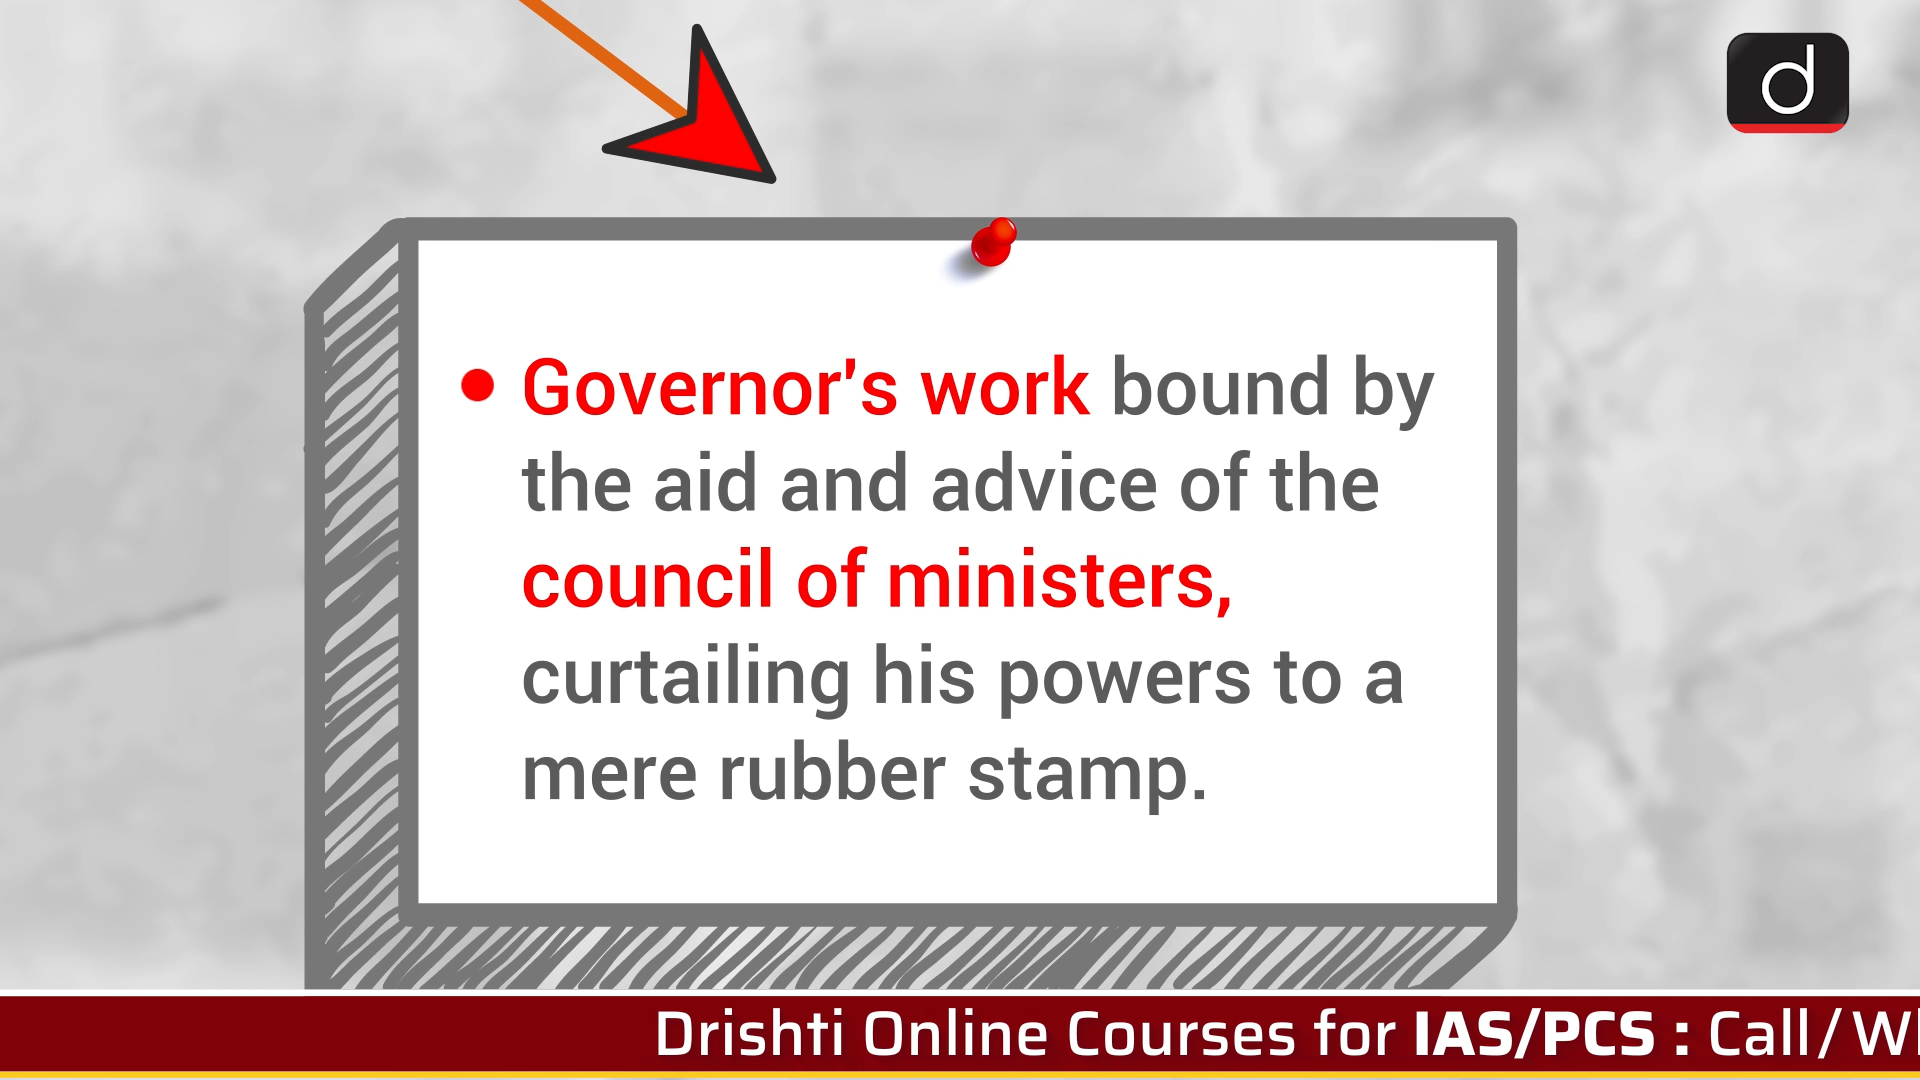 d
• Governor's work bound by
the aid and advice of the
council of ministers,
curtailing his powers to a
mere rubber stamp.
Drishti Online Courses for IAS/PCS : Call/